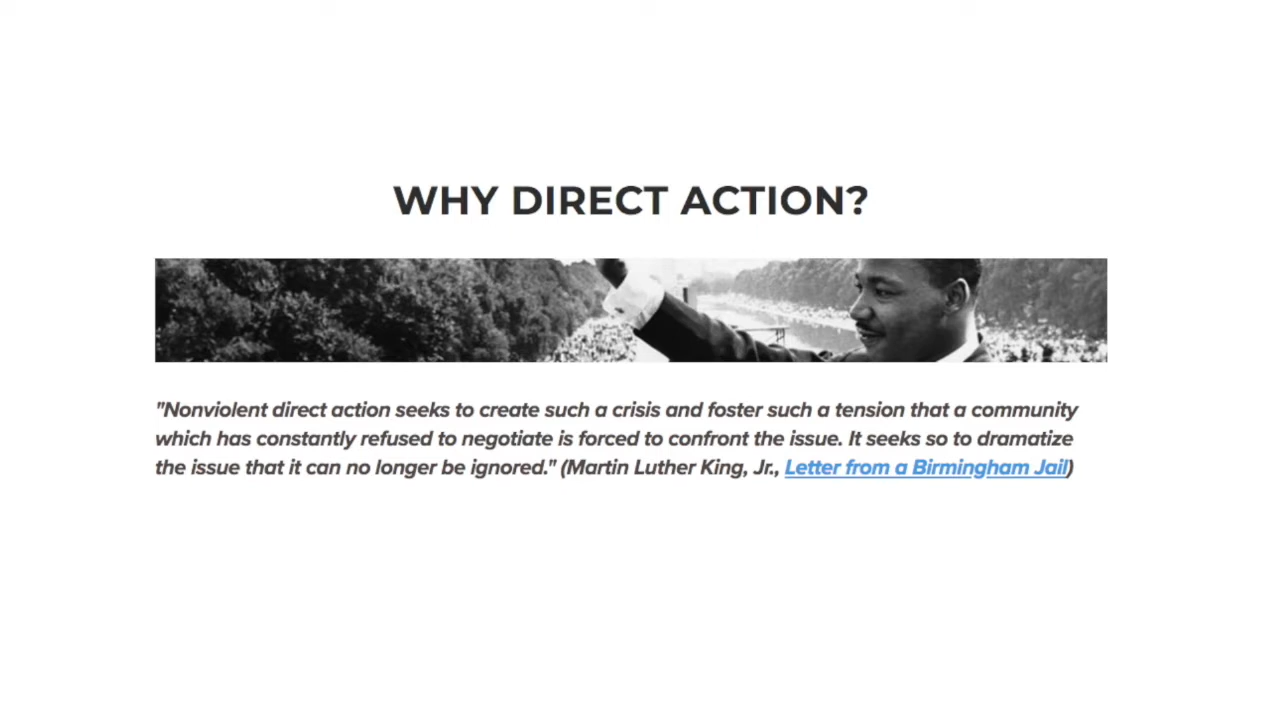 WHY DIRECT ACTION?
"Nonviolent direct action seeks to create such a crisis and foster such a tension that a community
which has constantly refused to negotiate is forced to confront the issue. It seeks so to dramatize
the issue that it can no longer be ignored." (Martin Luther King, Jr., Letter from a Birmingham Jail)